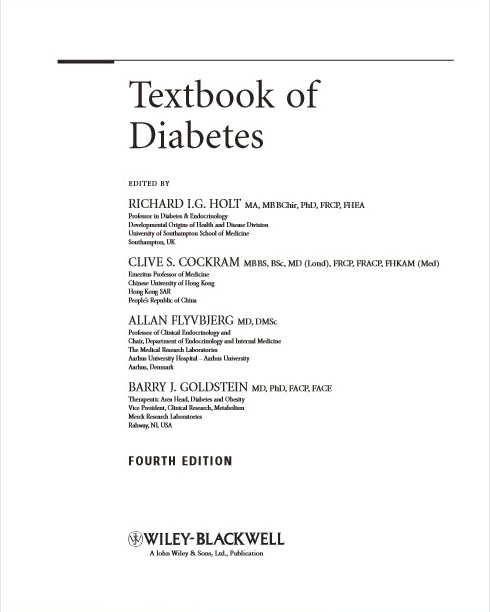 Textbook of
Diabetes
EDITED BY
RICHARD I.G. HOLT MA, MB BChir, PhD, FRCP, FHEA
Professor in Diabetes & Endocrinology
Developmental Origins of Health and Disease Division
University of Southampton School of Medicine
Southampton, UK
CLIVE S. COCKRAM MB BS, BSc, MD (Lond), FRCP, FRACP, FHKAM (Med)
Emeritus Professor of Medicine
Chinese University of Hong Kong
Hong Kong SAR
People's Republic of China
ALLAN FLYVBJERG MD, DMSc
Professor of Clinical Endocrinology and
Chair, Department of Endocrinology and Internal Medicine
The Medical Research Laboratories
Aarhus University Hospital – Aarhus University
Aarhus, Denmark
BARRY J. GOLDSTEIN MD, PhD, FACP, FACE
Therapeutic Area Head, Diabetes and Obesity
Vice President, Clinical Research, Metabolism
Merck Research Laboratories
Rahway, NJ, USA
FOURTH EDITION
WILEY-BLACKWELL
A John Wiley & Sons, Ltd., Publication